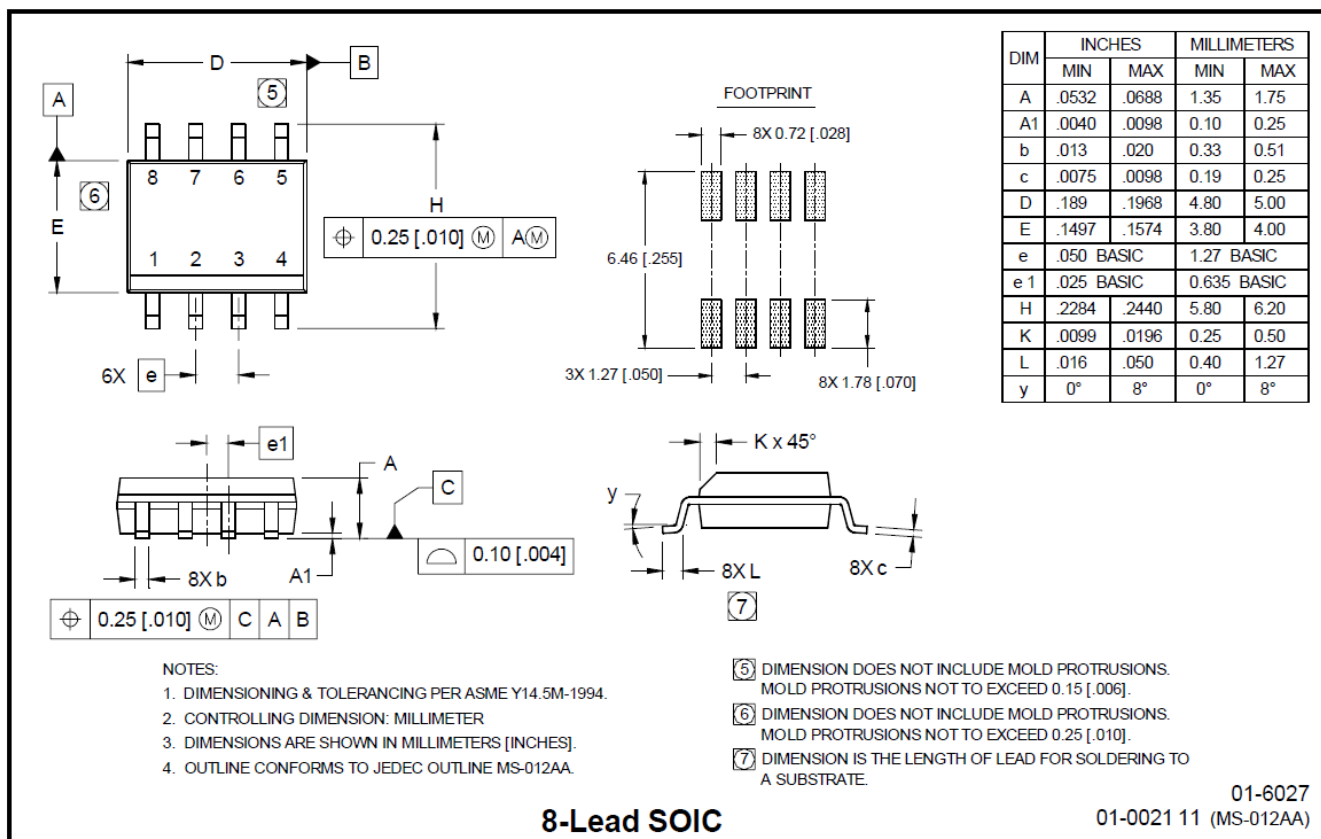 D
B
5
A
8 7 6 5
6
E
H
⌖ 0.25 [.010] Ⓜ AⓂ
1 2 3 4
6X e
FOOTPRINT
8X 0.72 [.028]
6.46 [.255]
3X 1.27 [.050]
8X 1.78 [.070]
DIM INCHES MILLIMETERS
MIN MAX MIN MAX
A .0532 .0688 1.35 1.75
A1 .0040 .0098 0.10 0.25
b .013 .020 0.33 0.51
c .0075 .0098 0.19 0.25
D .189 .1968 4.80 5.00
E .1497 .1574 3.80 4.00
e .050 BASIC 1.27 BASIC
e 1 .025 BASIC 0.635 BASIC
H .2284 .2440 5.80 6.20
K .0099 .0196 0.25 0.50
L .016 .050 0.40 1.27
y 0° 8° 0° 8°
e1
A
C
⌓ 0.10 [.004]
8X b
A1
⌖ 0.25 [.010] Ⓜ C A B
K x 45°
y
8X L
8X c
7
NOTES:
1. DIMENSIONING & TOLERANCING PER ASME Y14.5M-1994.
2. CONTROLLING DIMENSION: MILLIMETER
3. DIMENSIONS ARE SHOWN IN MILLIMETERS [INCHES].
4. OUTLINE CONFORMS TO JEDEC OUTLINE MS-012AA.
5 DIMENSION DOES NOT INCLUDE MOLD PROTRUSIONS.
MOLD PROTRUSIONS NOT TO EXCEED 0.15 [.006].
6 DIMENSION DOES NOT INCLUDE MOLD PROTRUSIONS.
MOLD PROTRUSIONS NOT TO EXCEED 0.25 [.010].
7 DIMENSION IS THE LENGTH OF LEAD FOR SOLDERING TO
A SUBSTRATE.
8-Lead SOIC
01-6027
01-0021 11 (MS-012AA)